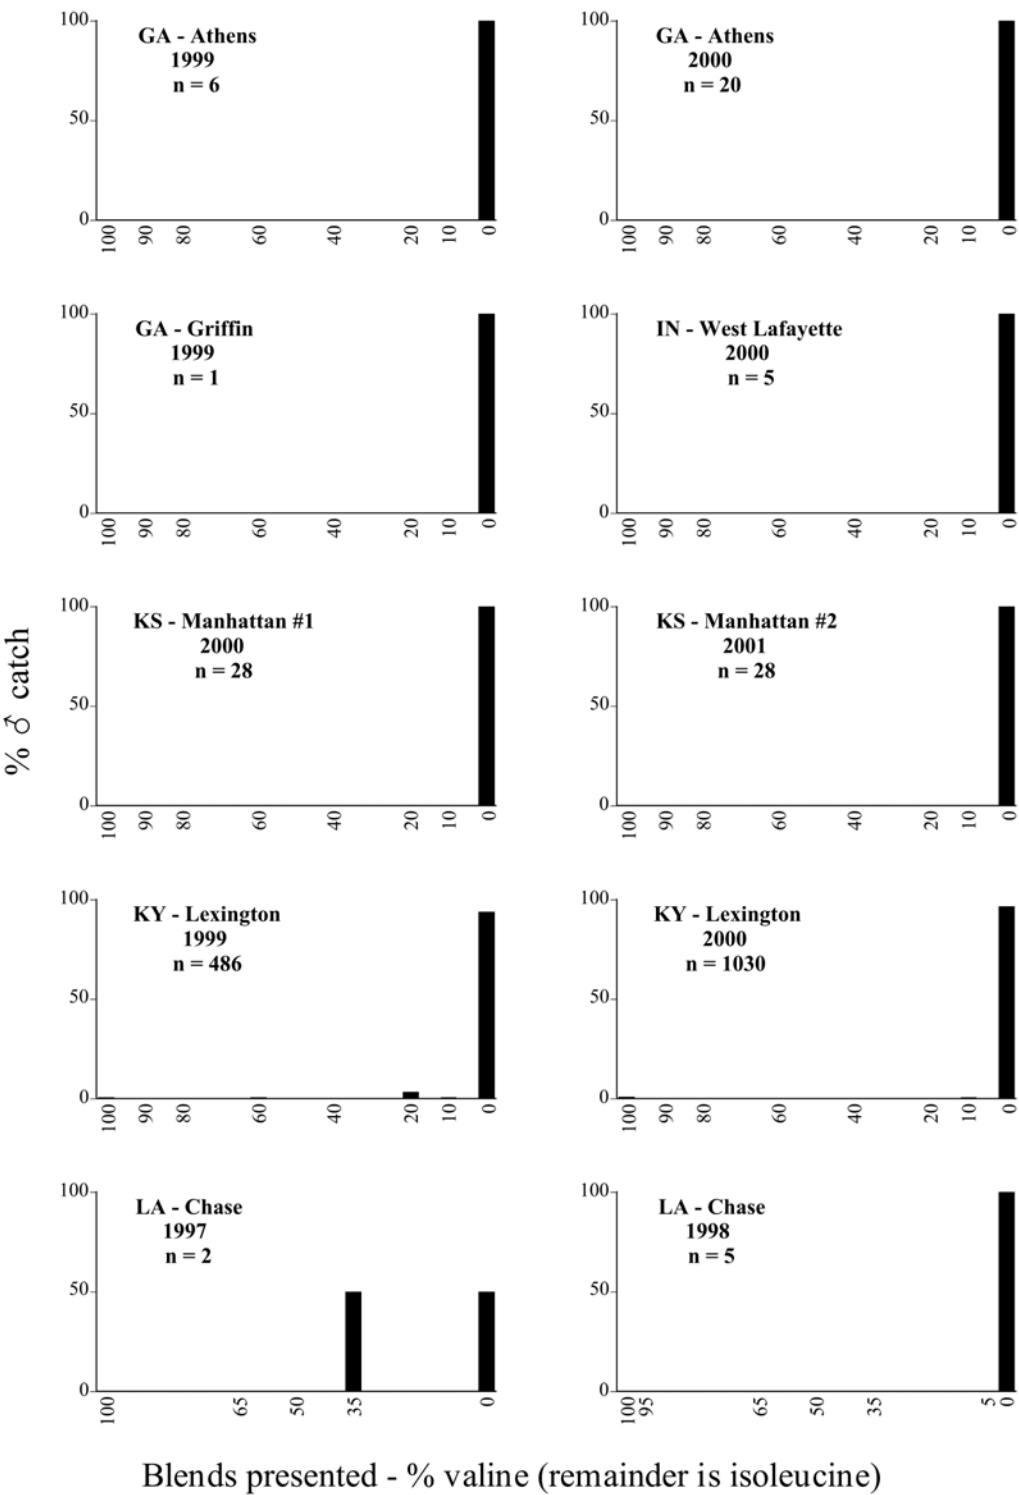 GA - Athens
1999
n = 6
100
50
0
100 90 80 60 40 20 10 0
GA - Athens
2000
n = 20
100
50
0
100 90 80 60 40 20 10 0
GA - Griffin
1999
n = 1
100
50
0
100 90 80 60 40 20 10 0
IN - West Lafayette
2000
n = 5
100
50
0
100 90 80 60 40 20 10 0
KS - Manhattan #1
2000
n = 28
100
50
0
100 90 80 60 40 20 10 0
KS - Manhattan #2
2001
n = 28
100
50
0
100 90 80 60 40 20 10 0
% ♂ catch
KY - Lexington
1999
n = 486
100
50
0
100 90 80 60 40 20 10 0
KY - Lexington
2000
n = 1030
100
50
0
100 90 80 60 40 20 10 0
LA - Chase
1997
n = 2
100
50
0
100 65 50 35 0
LA - Chase
1998
n = 5
100
50
0
100 95 65 50 35 5 0
Blends presented - % valine (remainder is isoleucine)